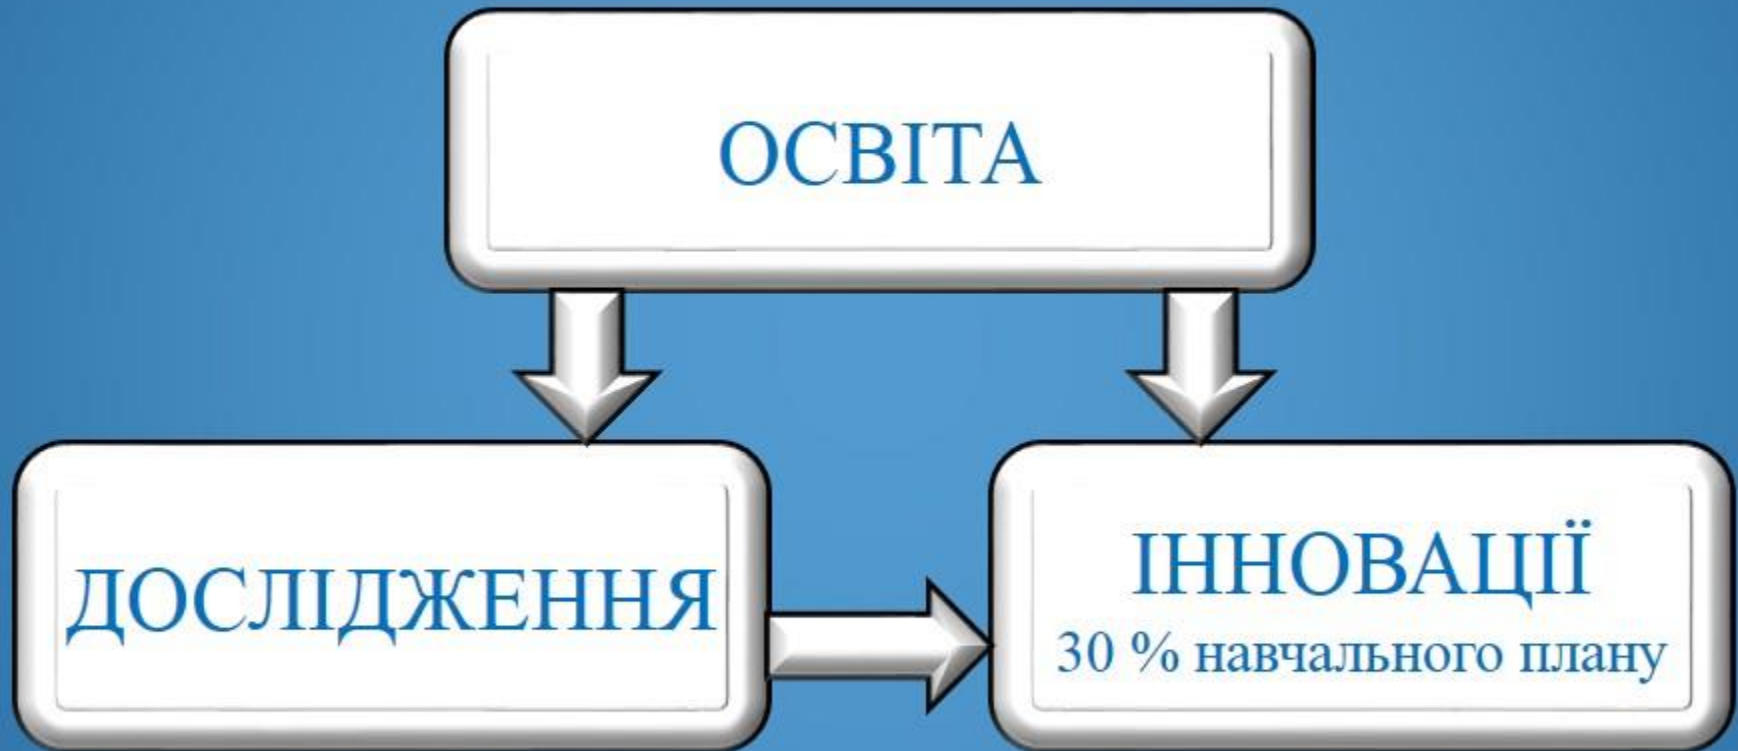 ОСВІТА
ДОСЛІДЖЕННЯ
ІННОВАЦІЇ
30 % навчального плану